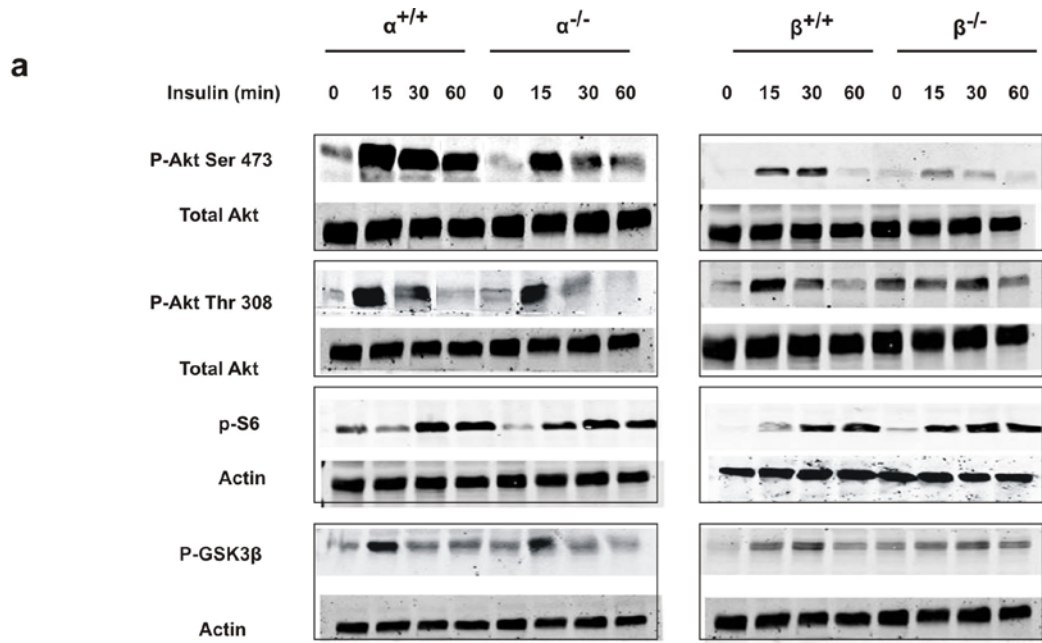 α+/+ α-/- β+/+ β-/-
a
Insulin (min) 0 15 30 60 0 15 30 60 0 15 30 60 0 15 30 60
P-Akt Ser 473
Total Akt
P-Akt Thr 308
Total Akt
p-S6
Actin
P-GSK3β
Actin